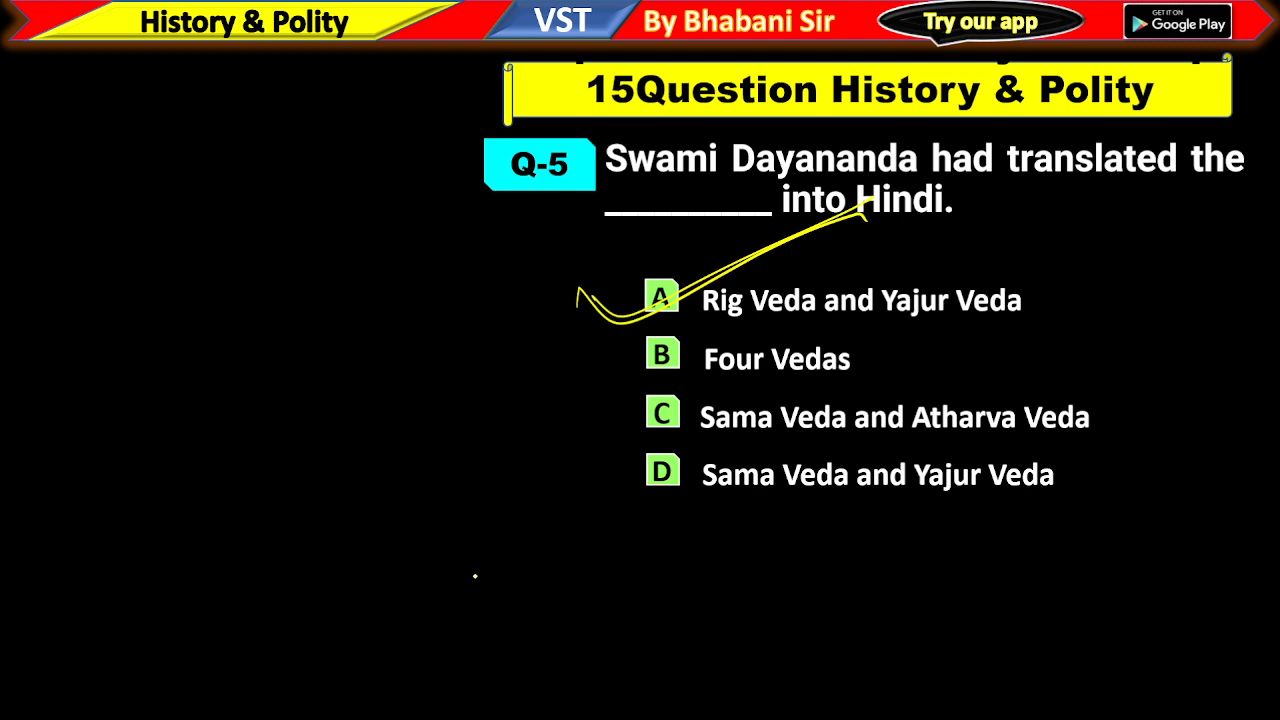 History & Polity
VST
By Bhabani Sir
Try our app
GET IT ON
Google Play
15Question History & Polity
Q-5
Swami Dayananda had translated the
_________ into Hindi.
A Rig Veda and Yajur Veda
B Four Vedas
C Sama Veda and Atharva Veda
D Sama Veda and Yajur Veda